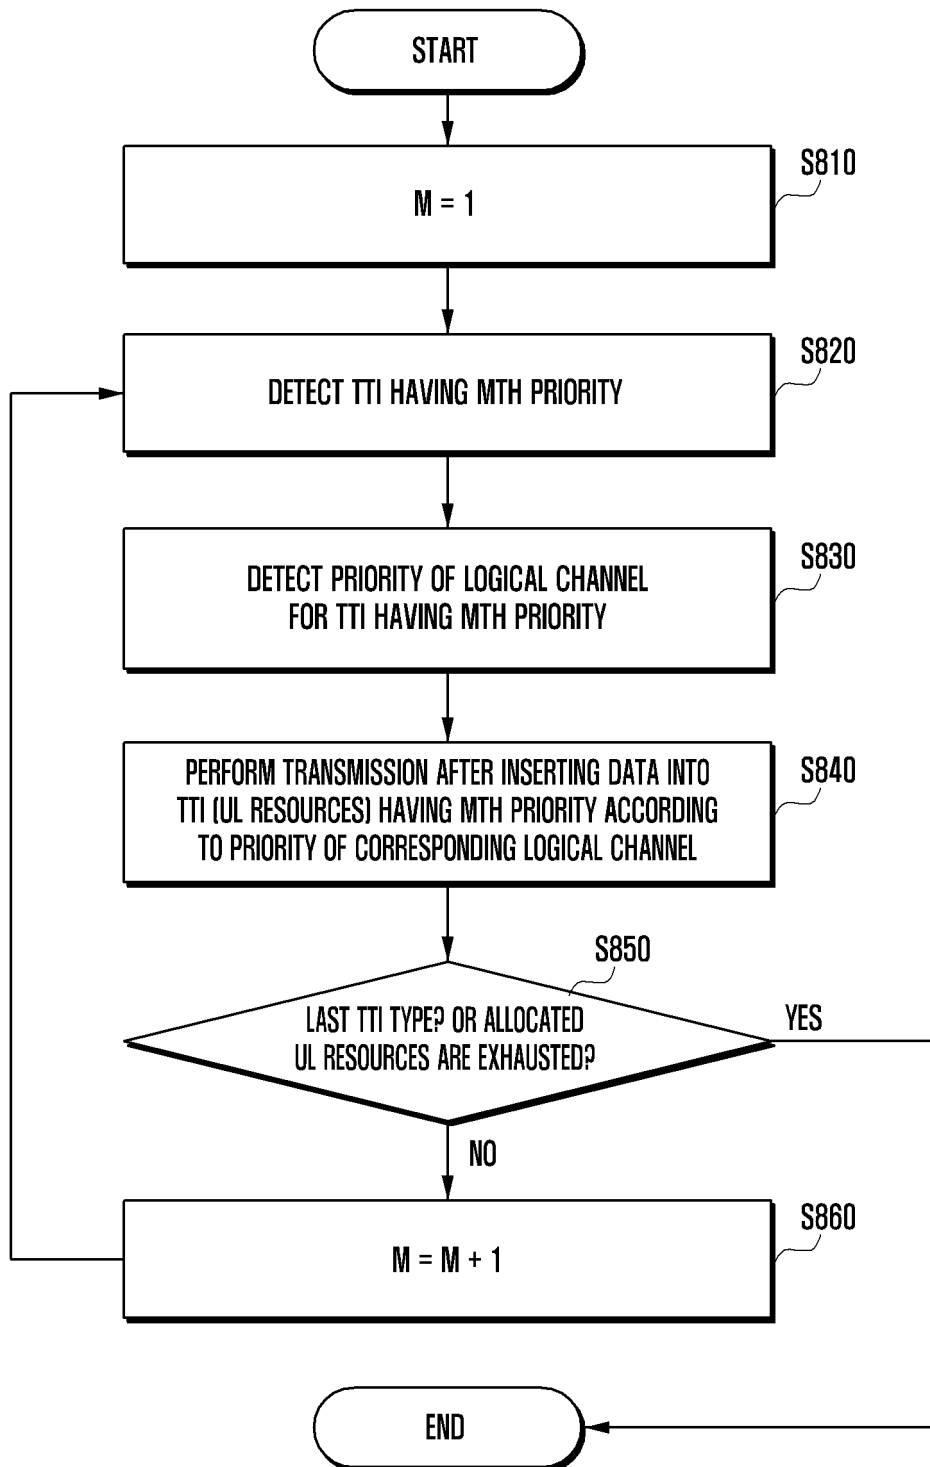 START
S810
M = 1
S820
DETECT TTI HAVING MTH PRIORITY
S830
DETECT PRIORITY OF LOGICAL CHANNEL
FOR TTI HAVING MTH PRIORITY
S840
PERFORM TRANSMISSION AFTER INSERTING DATA INTO
TTI (UL RESOURCES) HAVING MTH PRIORITY ACCORDING
TO PRIORITY OF CORRESPONDING LOGICAL CHANNEL
S850
LAST TTI TYPE? OR ALLOCATED
UL RESOURCES ARE EXHAUSTED?
YES
NO
S860
M = M + 1
END